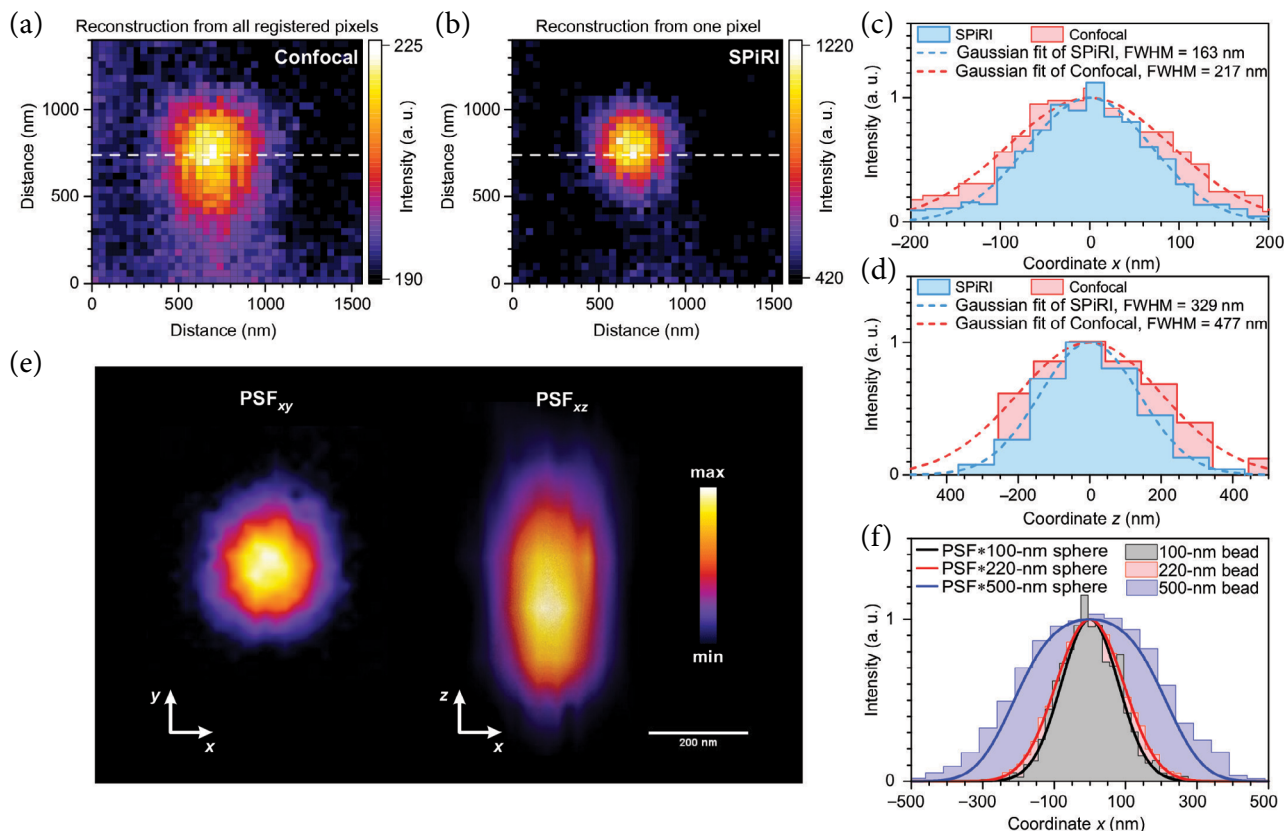 (a)
Reconstruction from all registered pixels
Confocal
225
190
Intensity (a. u.)
Distance (nm)
1000
500
0
0 500 1000 1500
Distance (nm)
(b)
Reconstruction from one pixel
SPiRI
1220
420
Intensity (a. u.)
Distance (nm)
1000
500
0
0 500 1000 1500
Distance (nm)
(c)
SPiRI Confocal
Gaussian fit of SPiRI, FWHM = 163 nm
Gaussian fit of Confocal, FWHM = 217 nm
Intensity (a. u.)
1
0
−200 −100 0 100 200
Coordinate x (nm)
(d)
SPiRI Confocal
Gaussian fit of SPiRI, FWHM = 329 nm
Gaussian fit of Confocal, FWHM = 477 nm
Intensity (a. u.)
1
0
400 −200 0 200 400
Coordinate z (nm)
(e)
PSFxy PSFxz
max
min
y
x
z
x
200 nm
(f)
PSF∗100-nm sphere 100-nm bead
PSF∗220-nm sphere 220-nm bead
PSF∗500-nm sphere 500-nm bead
Intensity (a. u.)
1
0
−500 −300 −100 100 300 500
Coordinate x (nm)